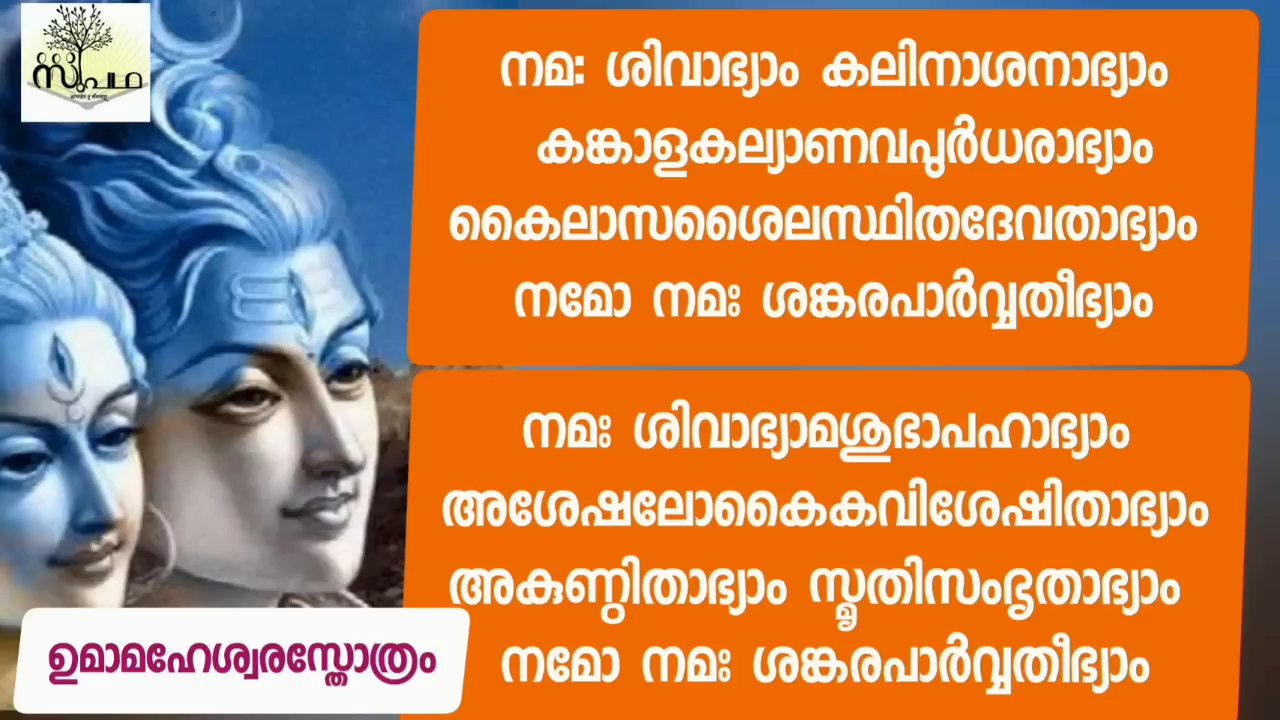 സുപഥ
നമഃ ശിവാഭ്യാം കലിനാശനാഭ്യാം
കങ്കാളകല്യാണവപുർധരാഭ്യാം
കൈലാസശൈലസ്ഥിതദേവതാഭ്യാം
നമോ നമഃ ശങ്കരപാർവ്വതീഭ്യാം
നമഃ ശിവാഭ്യാമശുഭാപഹാഭ്യാം
അശേഷലോകൈകവിശേഷിതാഭ്യാം
അകുണ്ഠിതാഭ്യാം സ്മൃതിസംഭൃതാഭ്യാം
നമോ നമഃ ശങ്കരപാർവ്വതീഭ്യാം
ഉമാമഹേശ്വരസ്തോത്രം